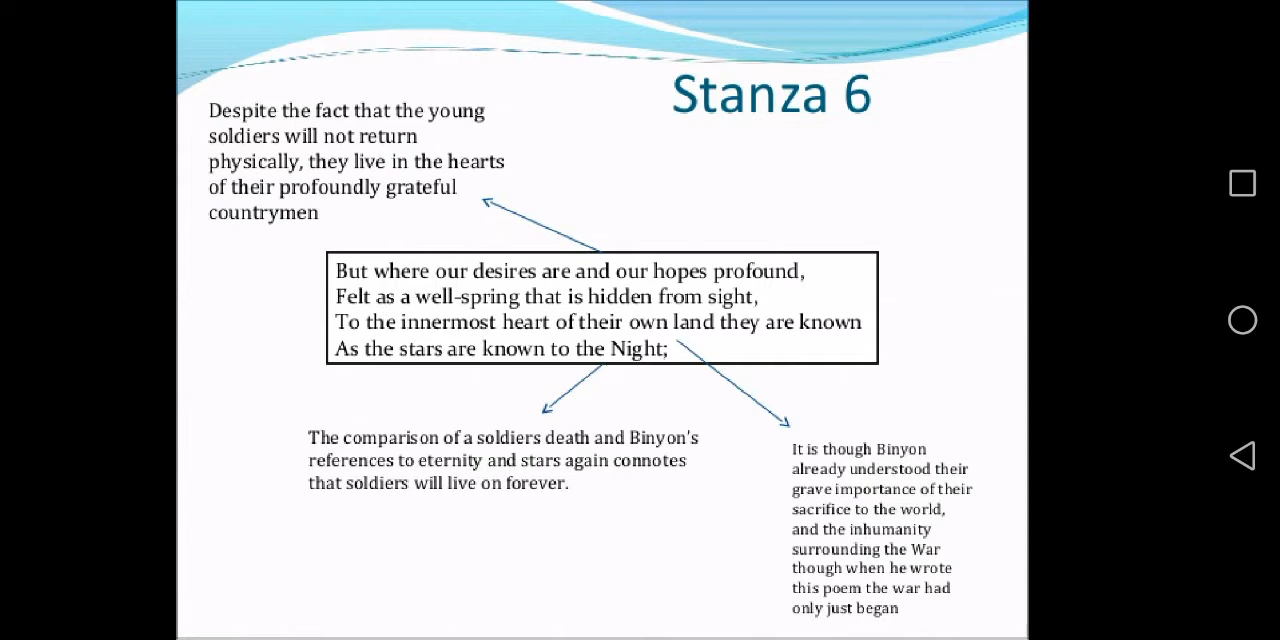 Stanza 6
Despite the fact that the young
soldiers will not return
physically, they live in the hearts
of their profoundly grateful
countrymen
But where our desires are and our hopes profound,
Felt as a well-spring that is hidden from sight,
To the innermost heart of their own land they are known
As the stars are known to the Night;
The comparison of a soldiers death and Binyon's
references to eternity and stars again connotes
that soldiers will live on forever.
It is though Binyon
already understood their
grave importance of their
sacrifice to the world,
and the inhumanity
surrounding the War
though when he wrote
this poem the war had
only just began